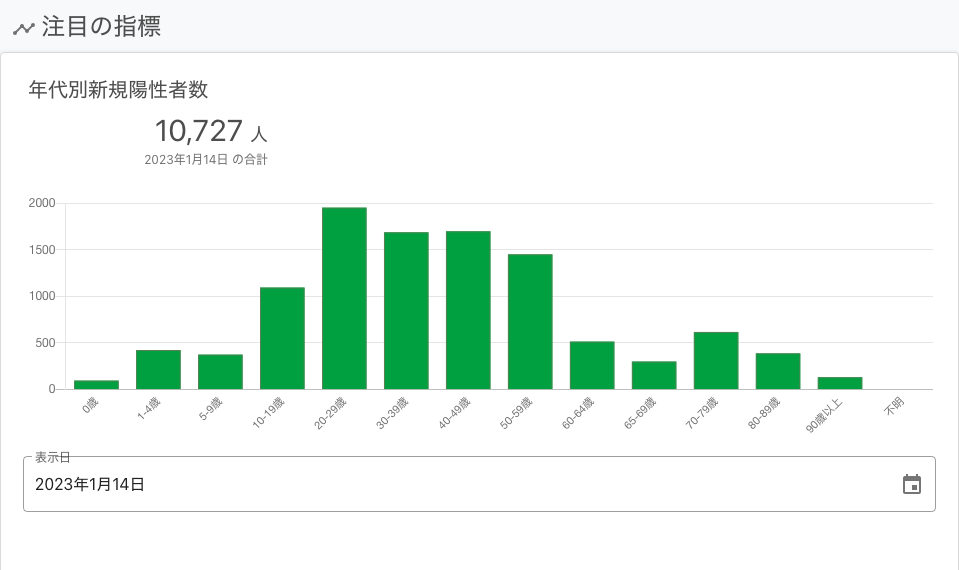 注目の指標
年代別新規陽性者数
10,727 人
2023年1月14日 の合計
2000
1500
1000
500
0
0歳
1-4歳
5-9歳
10-19歳
20-29歳
30-39歳
40-49歳
50-59歳
60-64歳
65-69歳
70-79歳
80-89歳
90歳以上
不明
表示日
2023年1月14日